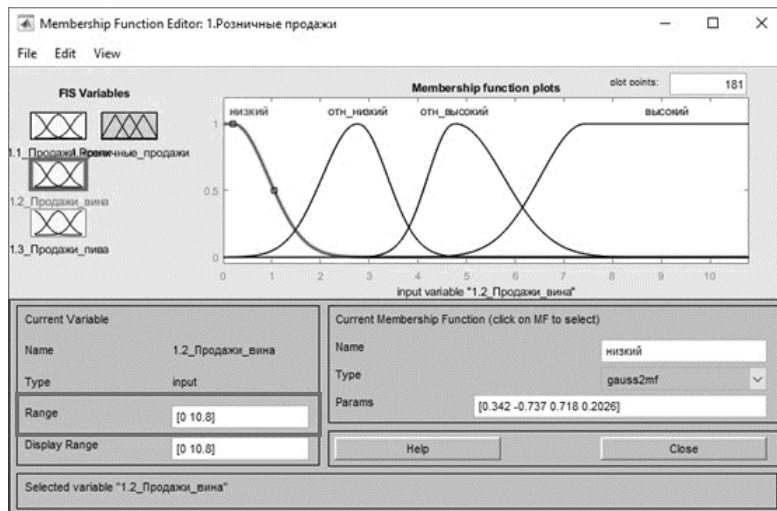 Membership Function Editor: 1.Розничные продажи
File Edit View
FIS Variables
1.2_Продажи_вина
1.3_Продажи_пива
Membership function plots
plot points:
181
низкий
отн_низкий
отн_высокий
высокий
1
0.5
0
0 1 2 3 4 5 6 7 8 9 10
input variable "1.2_Продажи_вина"
Current Variable
Name 1.2_Продажи_вина
Type input
Range [0 10.8]
Display Range [0 10.8]
Current Membership Function (click on MF to select)
Name низкий
Type gauss2mf
Params [0.342 -0.737 0.718 0.2026]
Help
Close
Selected variable "1.2_Продажи_вина"